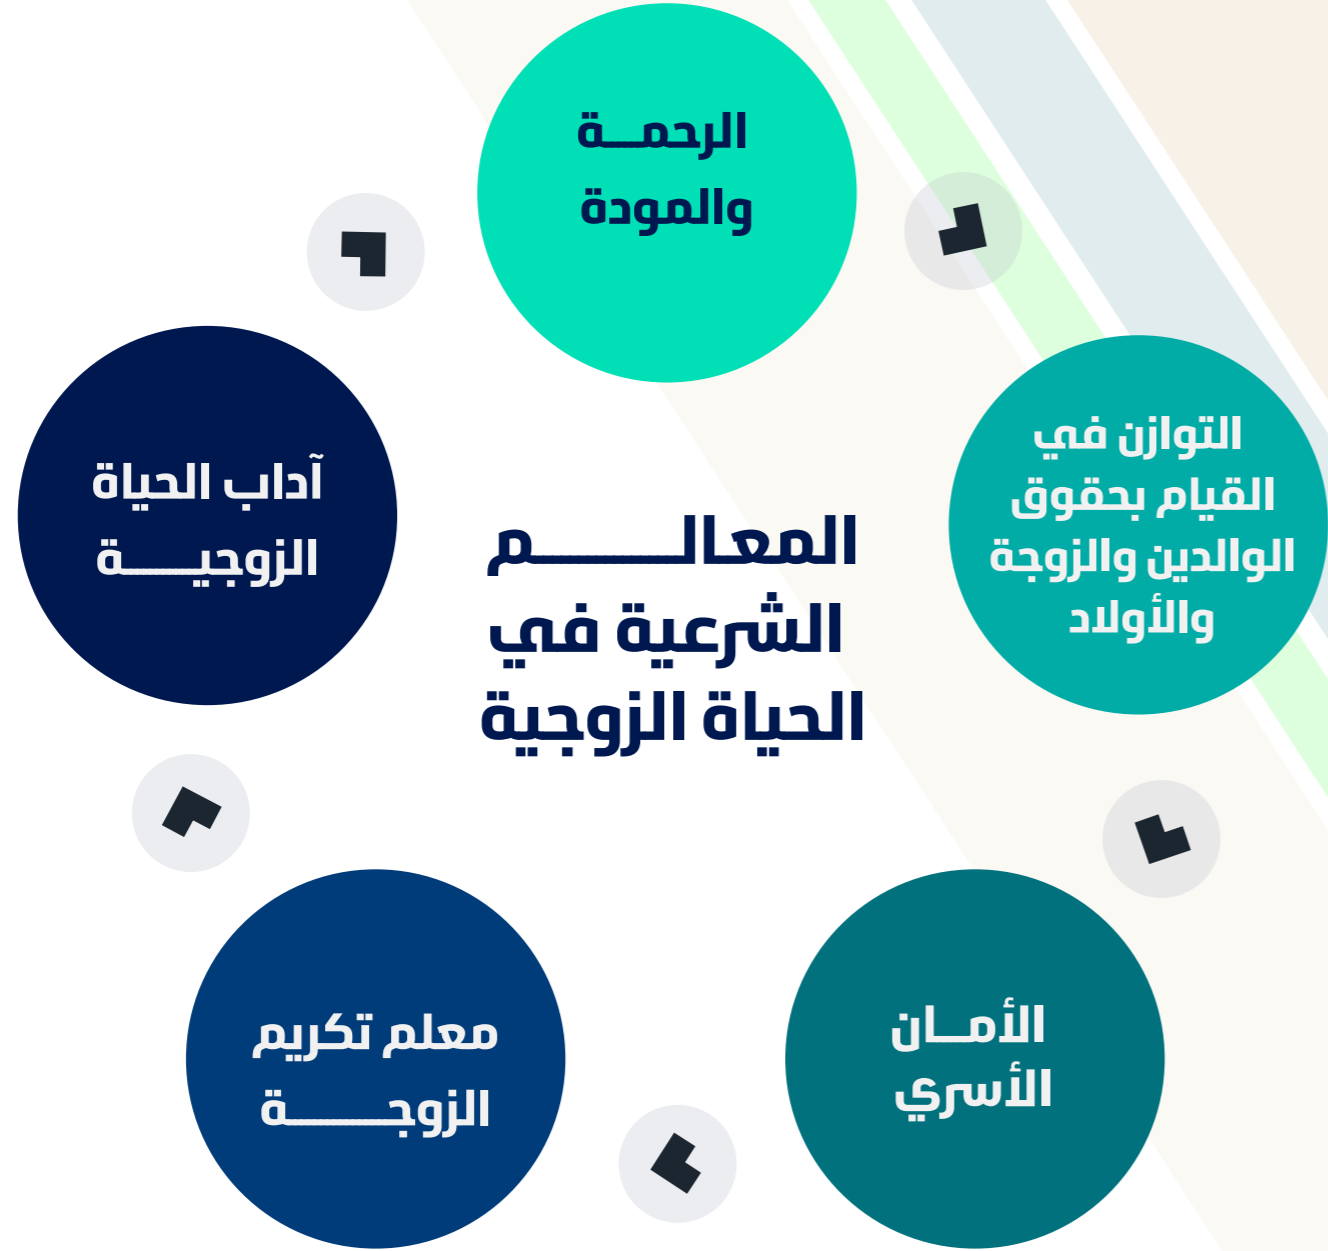 الرحمة
والمودة
التوازن في
القيام بحقوق
الوالدين والزوجة
والأولاد
آداب الحياة
الزوجية
المعالم
الشرعية في
الحياة الزوجية
الأمان
الأسري
معلم تكريم
الزوجة